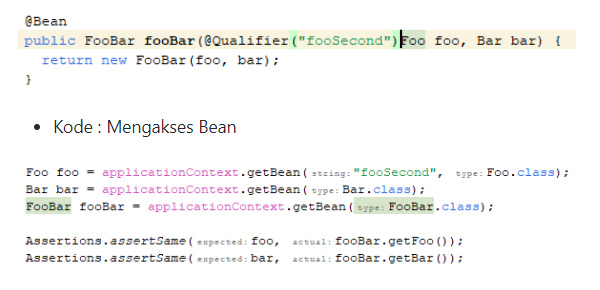 @Bean
public FooBar fooBar(@Qualifier("fooSecond")Foo foo, Bar bar) {
return new FooBar(foo, bar);
}
• Kode : Mengakses Bean
Foo foo = applicationContext.getBean( string: "fooSecond", type: Foo.class);
Bar bar = applicationContext.getBean( type: Bar.class);
FooBar fooBar = applicationContext.getBean( type: FooBar.class);
Assertions.assertSame( expected: foo, actual: fooBar.getFoo());
Assertions.assertSame( expected: bar, actual: fooBar.getBar());